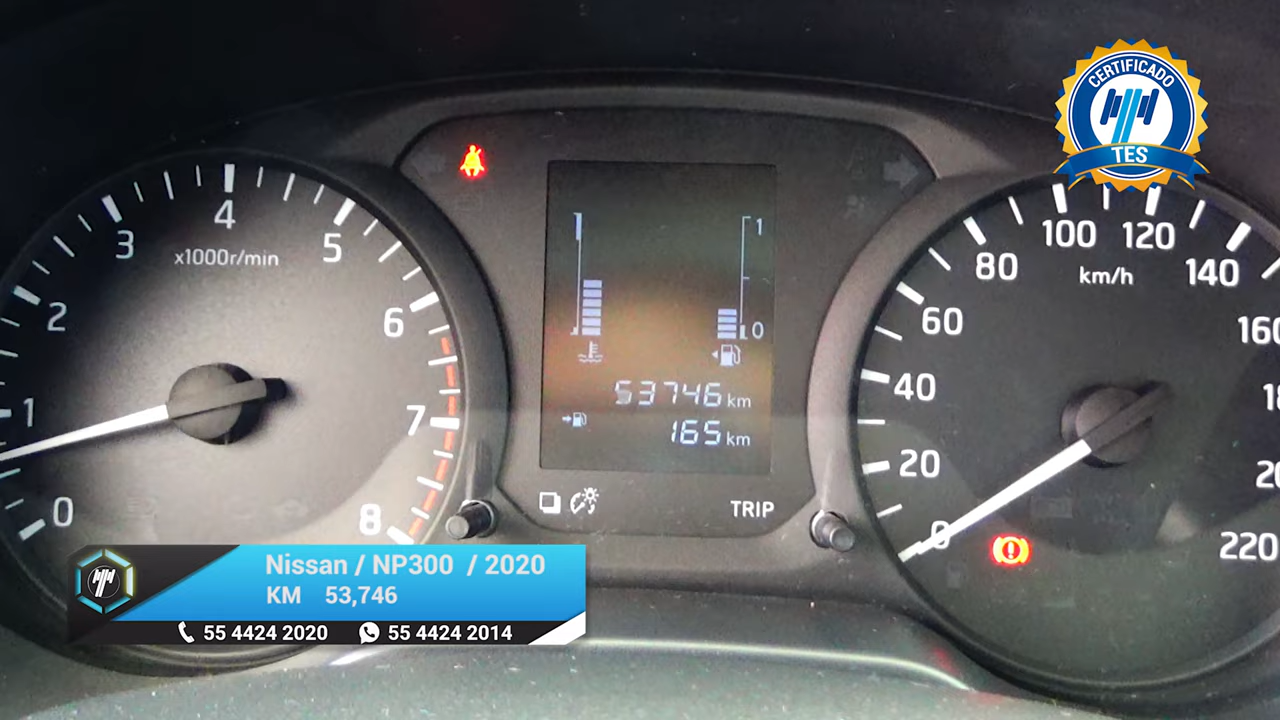 CERTIFICADO
TES
0
1
2
3
4
5
6
7
8
x1000r/min
1
0
53746 km
165 km
TRIP
0
20
40
60
80
100
120
140
220
km/h
Nissan / NP300 / 2020
KM 53,746
55 4424 2020 55 4424 2014